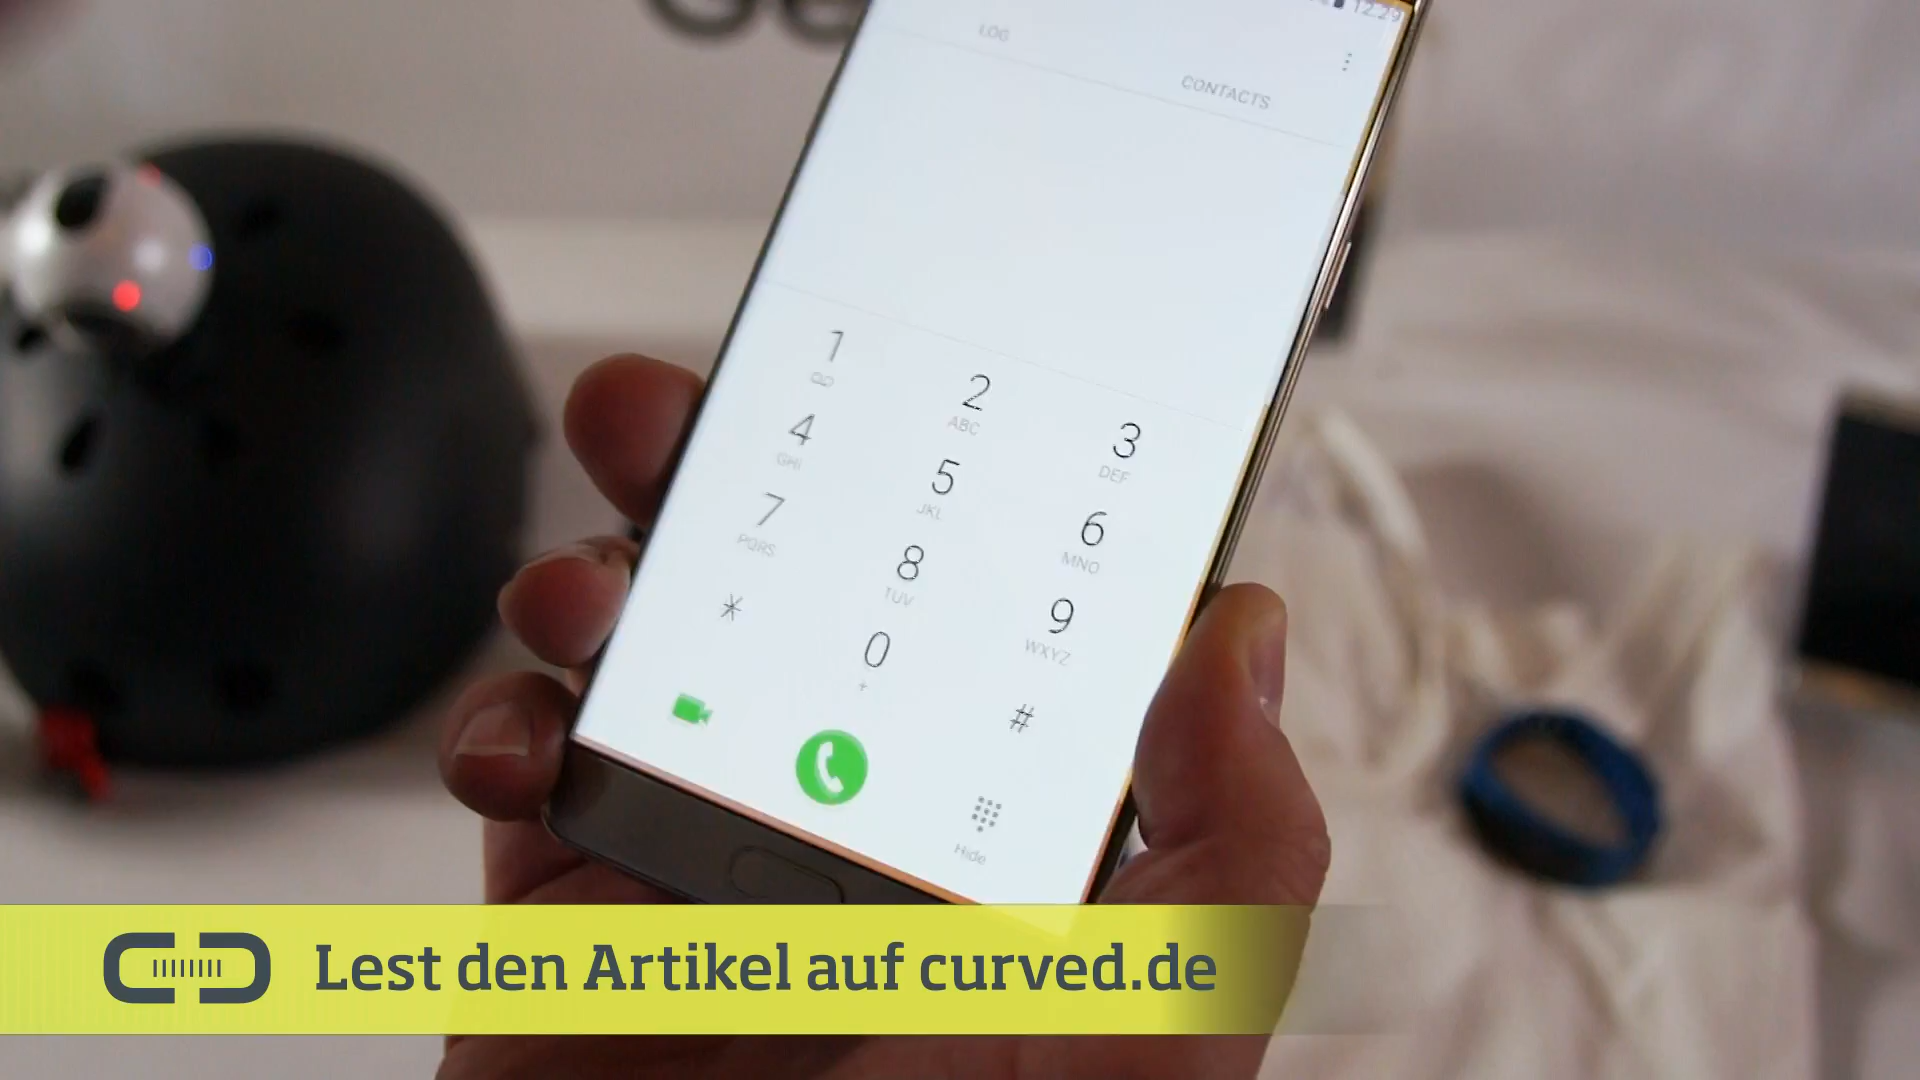 12:29
LOG
CONTACTS
1
2
ABC
3
DEF
4
GHI
5
JKL
6
MNO
7
PQRS
8
TUV
9
WXYZ
*
0
+
#
Hide
Lest den Artikel auf curved.de